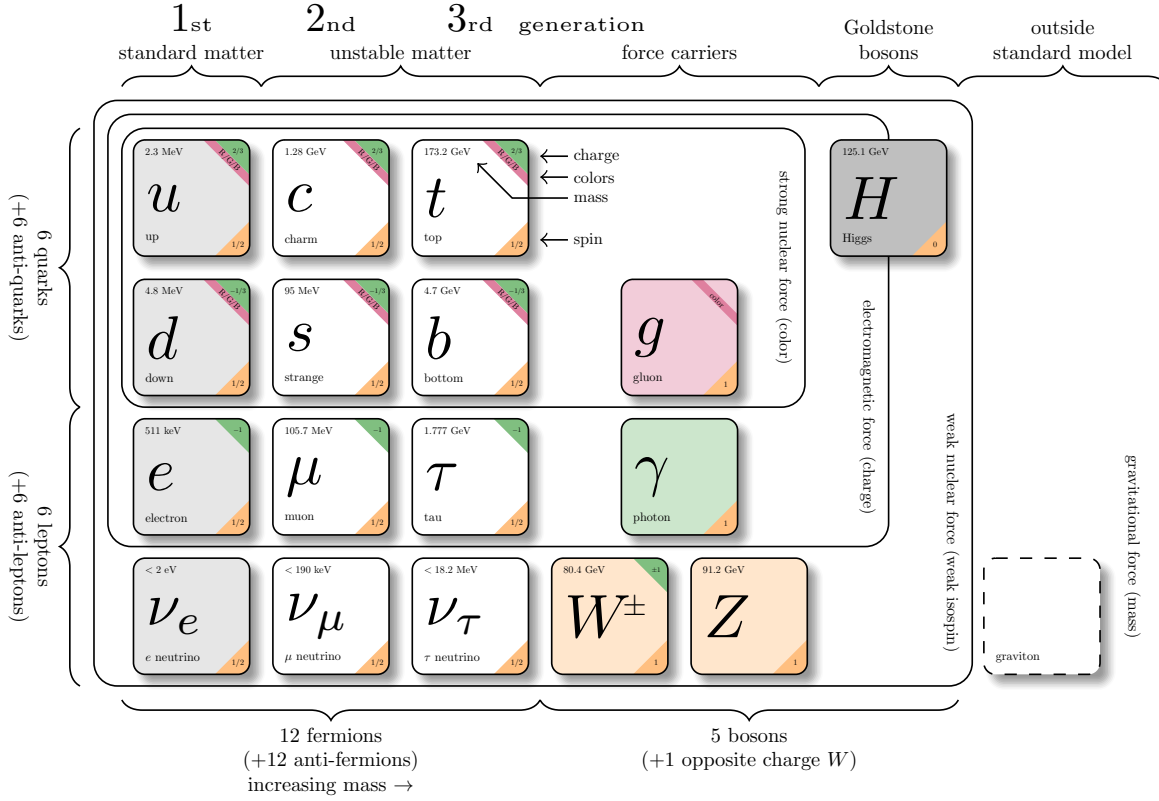 1st 2nd 3rd generation
standard matter
unstable matter
force carriers
Goldstone
bosons
outside
standard model
6 quarks
(+6 anti-quarks)
6 leptons
(+6 anti-leptons)
2.3 MeV
2/3
R/G/B
u
up
1/2
1.28 GeV
2/3
R/G/B
c
charm
1/2
173.2 GeV
2/3
R/G/B
t
top
1/2
charge
colors
mass
spin
125.1 GeV
H
Higgs
0
4.8 MeV
−1/3
R/G/B
d
down
1/2
95 MeV
−1/3
R/G/B
s
strange
1/2
4.7 GeV
−1/3
R/G/B
b
bottom
1/2
color
g
gluon
1
strong nuclear force (color)
511 keV
−1
e
electron
1/2
105.7 MeV
−1
μ
muon
1/2
1.777 GeV
−1
τ
tau
1/2
γ
photon
1
electromagnetic force (charge)
< 2 eV
νe
e neutrino
1/2
< 190 keV
νμ
μ neutrino
1/2
< 18.2 MeV
ντ
τ neutrino
1/2
80.4 GeV
±1
W±
1
91.2 GeV
Z
1
weak nuclear force (weak isospin)
graviton
gravitational force (mass)
12 fermions
(+12 anti-fermions)
increasing mass →
5 bosons
(+1 opposite charge W)